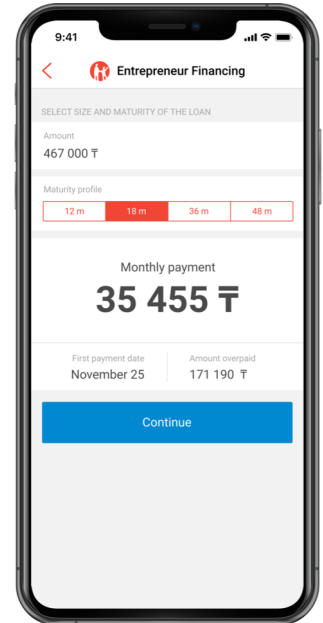 9:41
Entrepreneur Financing
SELECT SIZE AND MATURITY OF THE LOAN
Amount
467 000 ₸
Maturity profile
12 m 18 m 36 m 48 m
Monthly payment
35 455 ₸
First payment date Amount overpaid
November 25 171 190 ₸
Continue